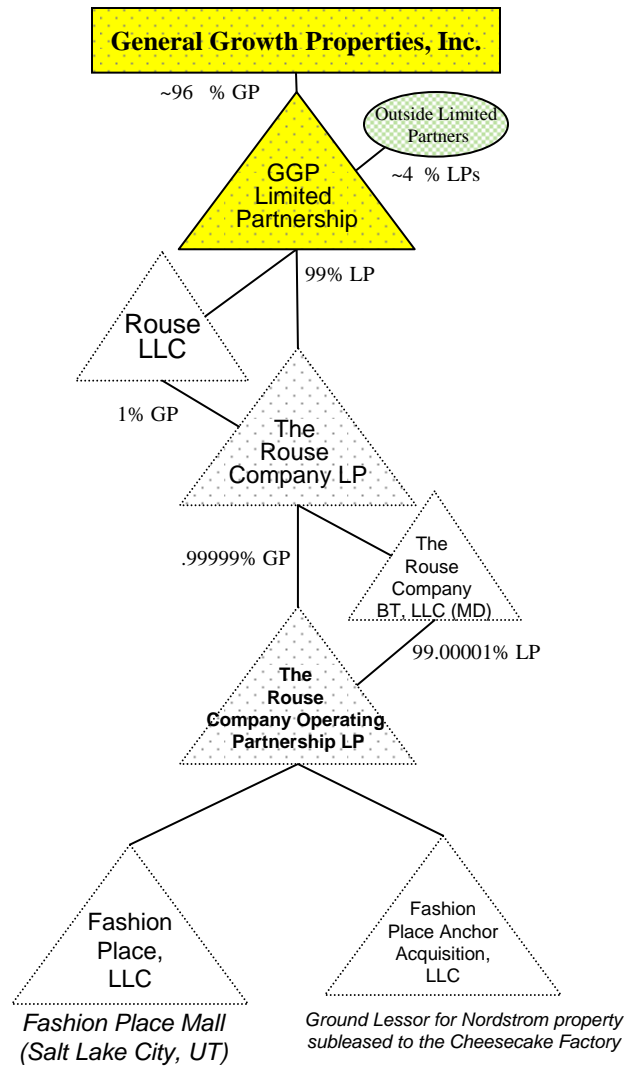 General Growth Properties, Inc.
~96 % GP
Outside Limited
Partners
GGP
Limited
Partnership
~4 % LPs
99% LP
Rouse
LLC
1% GP
The
Rouse
Company LP
.99999% GP
The
Rouse
Company
BT, LLC (MD)
99.00001% LP
The
Rouse
Company Operating
Partnership LP
Fashion
Place,
LLC
Fashion
Place Anchor
Acquisition,
LLC
Fashion Place Mall
(Salt Lake City, UT)
Ground Lessor for Nordstrom property
subleased to the Cheesecake Factory